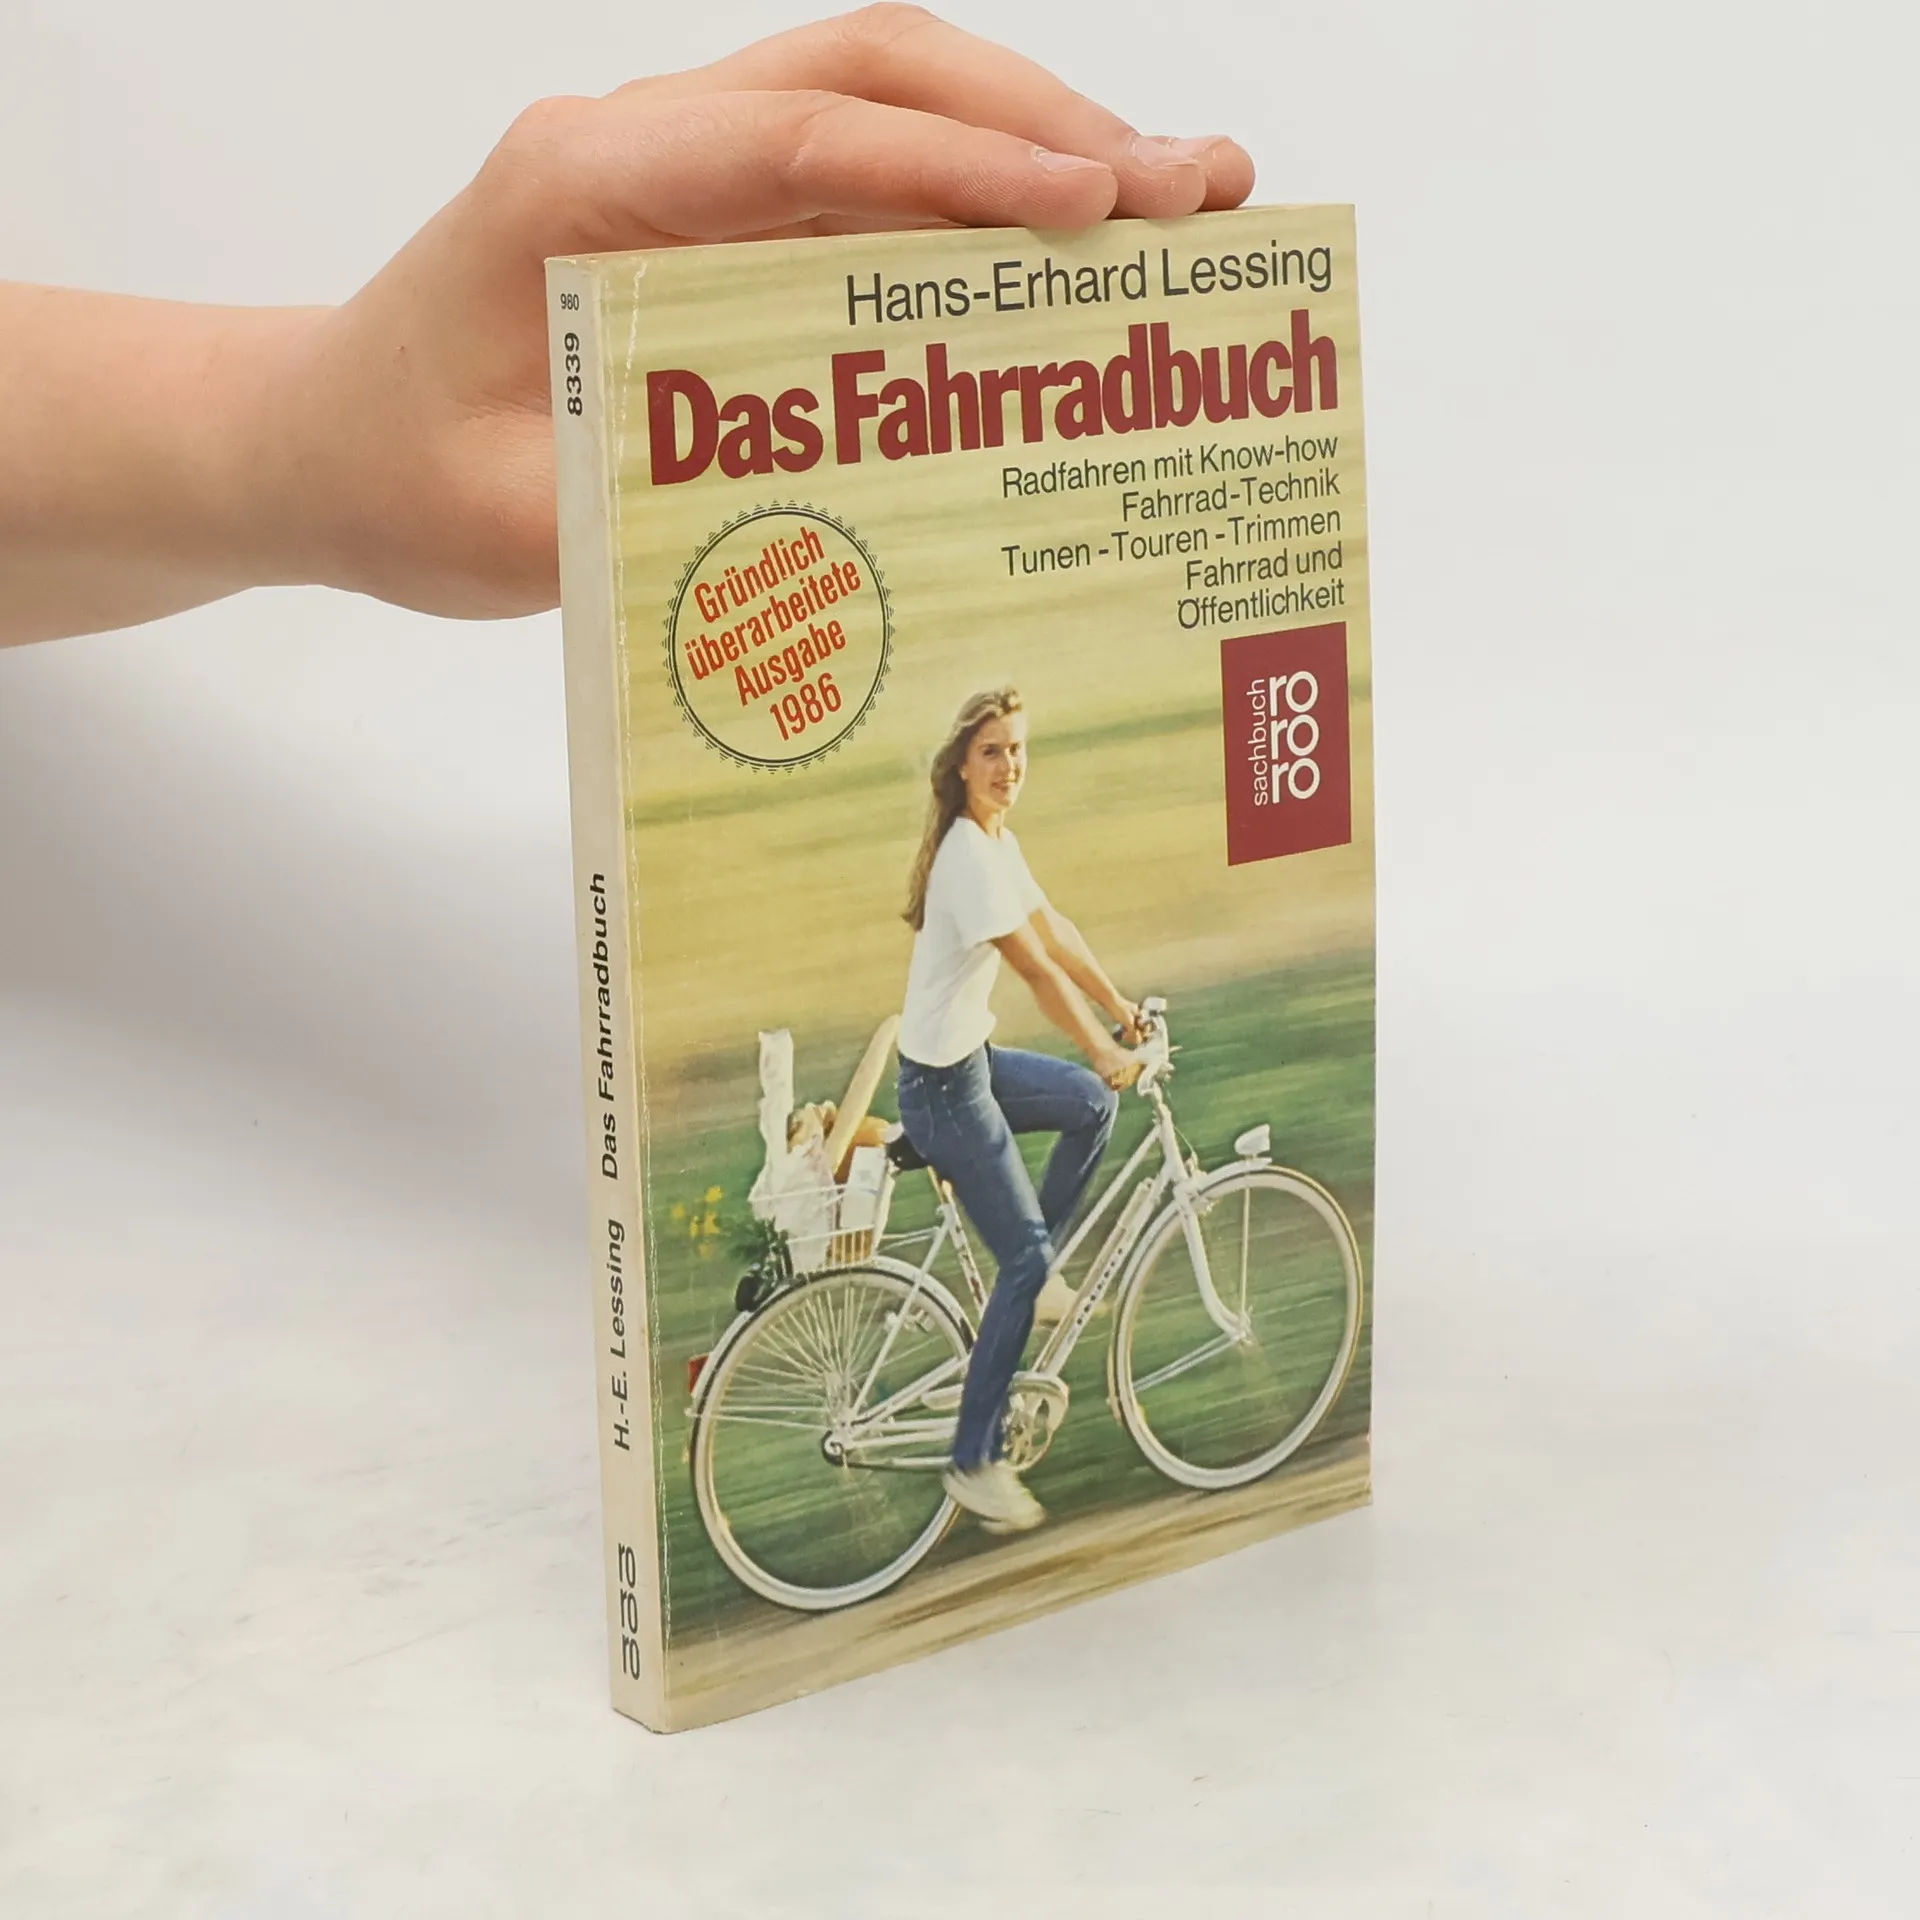 Hans-Erhard Lessing
Das Fahrradbuch
Radfahren mit Know-how
Fahrrad-Technik
Tunen - Touren - Trimmen
Fahrrad und
Öffentlichkeit
Gründlich
überarbeitete
Ausgabe
1986
sachbuch
ro
ro
ro
980
8339
H.-E. Lessing Das Fahrradbuch
ro
ro
ro